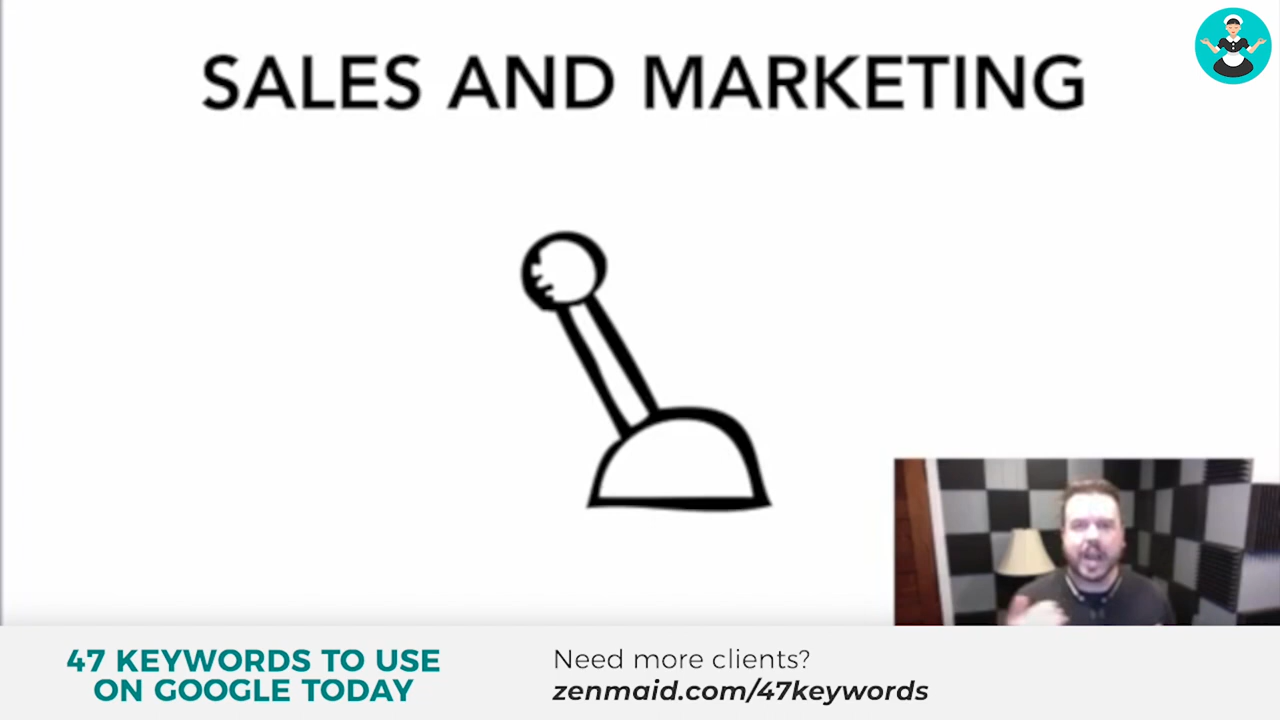 SALES AND MARKETING
47 KEYWORDS TO USE
ON GOOGLE TODAY
Need more clients?
zenmaid.com/47keywords